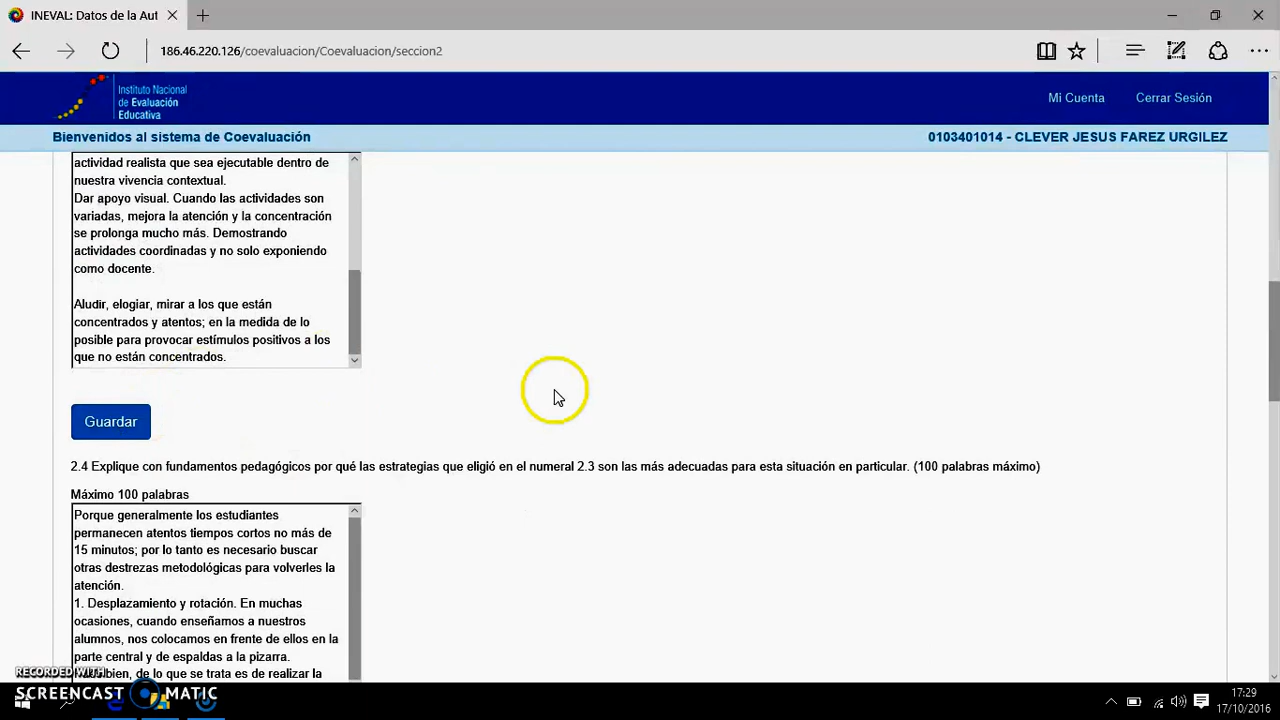 INEVAL: Datos de la Aut
186.46.220.126/coevaluacion/Coevaluacion/seccion2
Instituto Nacional
de Evaluación
Educativa
Mi Cuenta
Cerrar Sesión
Bienvenidos al sistema de Coevaluación
0103401014 - CLEVER JESUS FAREZ URGILEZ
actividad realista que sea ejecutable dentro de
nuestra vivencia contextual.
Dar apoyo visual. Cuando las actividades son
variadas, mejora la atención y la concentración
se prolonga mucho más. Demostrando
actividades coordinadas y no solo exponiendo
como docente.
Aludir, elogiar, mirar a los que están
concentrados y atentos; en la medida de lo
posible para provocar estímulos positivos a los
que no están concentrados.
Guardar
2.4 Explique con fundamentos pedagógicos por qué las estrategias que eligió en el numeral 2.3 son las más adecuadas para esta situación en particular. (100 palabras máximo)
Máximo 100 palabras
Porque generalmente los estudiantes
permanecen atentos tiempos cortos no más de
15 minutos; por lo tanto es necesario buscar
otras destrezas metodológicas para volverles la
atención.
1. Desplazamiento y rotación. En muchas
ocasiones, cuando enseñamos a nuestros
alumnos, nos colocamos en frente de ellos en la
parte central y de espaldas a la pizarra.
bien, de lo que se trata es de realizar la
RECORDED WITH
SCREENCAST MATIC
17:29
17/10/2016